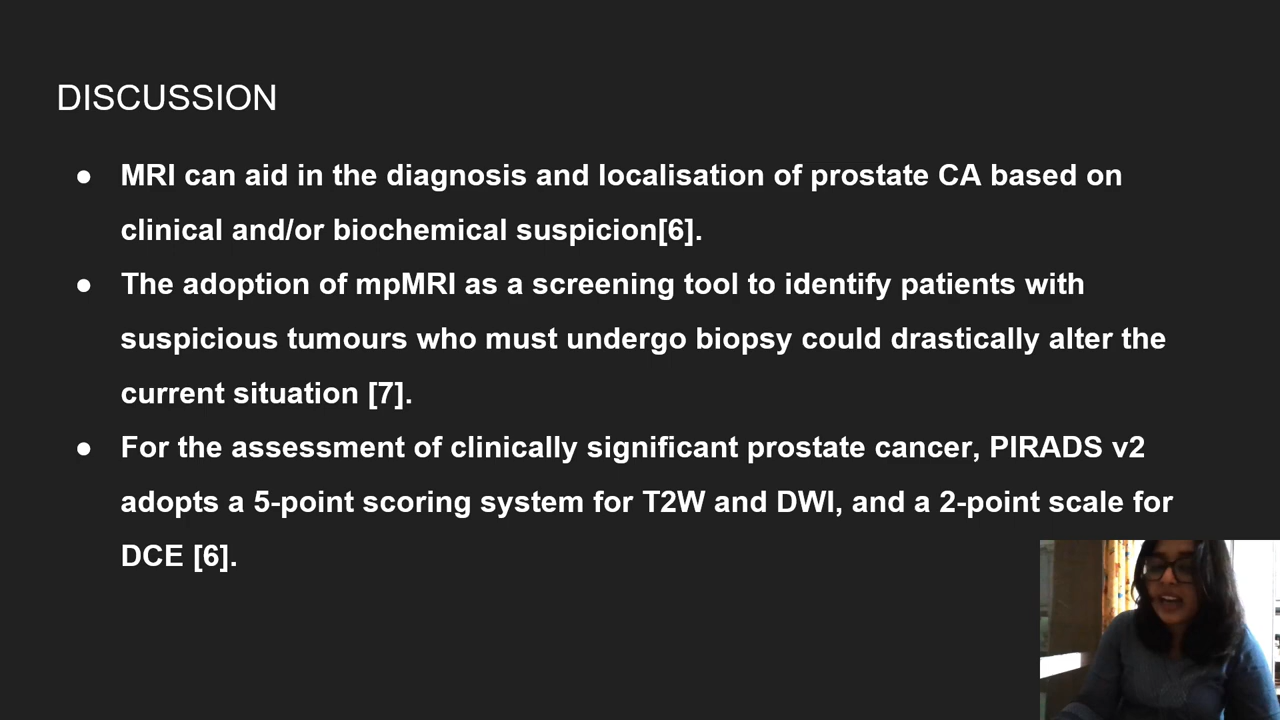 DISCUSSION
● MRI can aid in the diagnosis and localisation of prostate CA based on
clinical and/or biochemical suspicion[6].
● The adoption of mpMRI as a screening tool to identify patients with
suspicious tumours who must undergo biopsy could drastically alter the
current situation [7].
● For the assessment of clinically significant prostate cancer, PIRADS v2
adopts a 5-point scoring system for T2W and DWI, and a 2-point scale for
DCE [6].